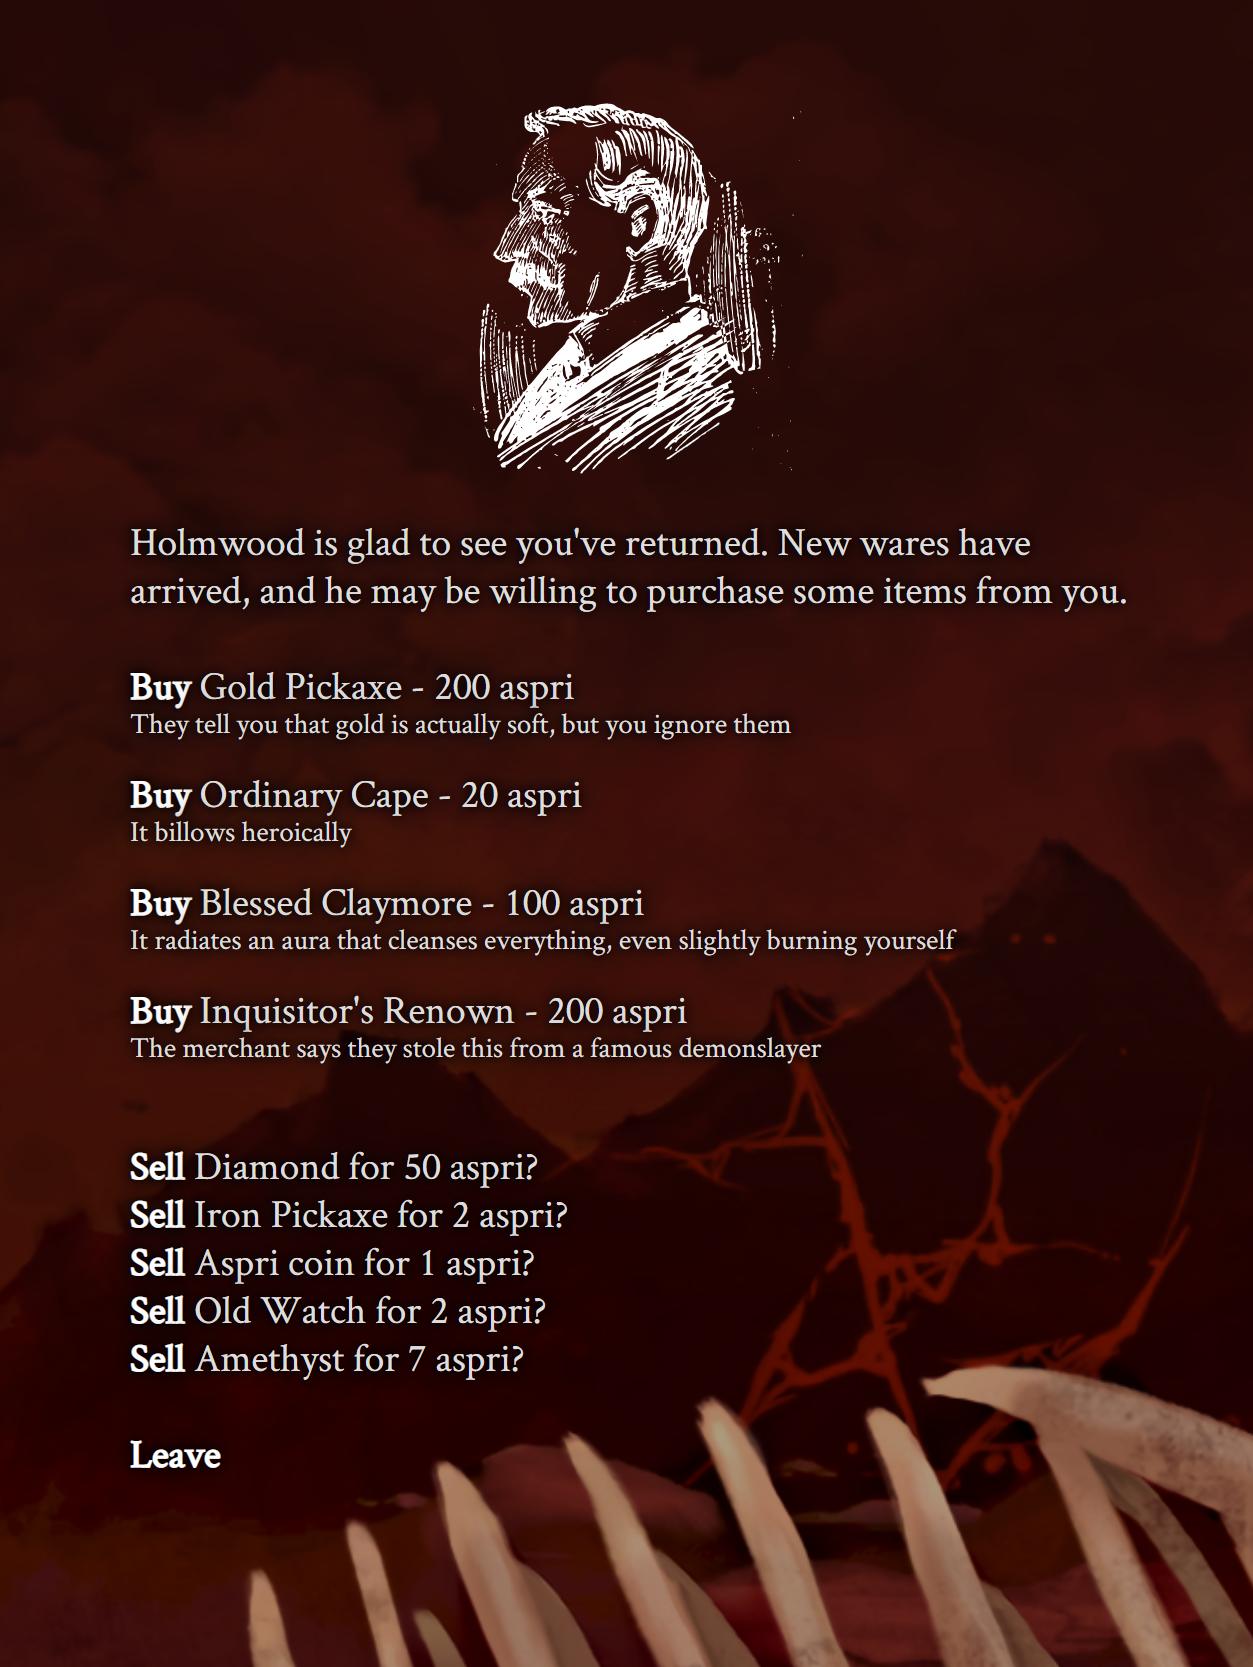 Holmwood is glad to see you've returned. New wares have
arrived, and he may be willing to purchase some items from you.
Buy Gold Pickaxe - 200 aspri
They tell you that gold is actually soft, but you ignore them
Buy Ordinary Cape - 20 aspri
It billows heroically
Buy Blessed Claymore - 100 aspri
It radiates an aura that cleanses everything, even slightly burning yourself
Buy Inquisitor's Renown - 200 aspri
The merchant says they stole this from a famous demonslayer
Sell Diamond for 50 aspri?
Sell Iron Pickaxe for 2 aspri?
Sell Aspri coin for 1 aspri?
Sell Old Watch for 2 aspri?
Sell Amethyst for 7 aspri?
Leave